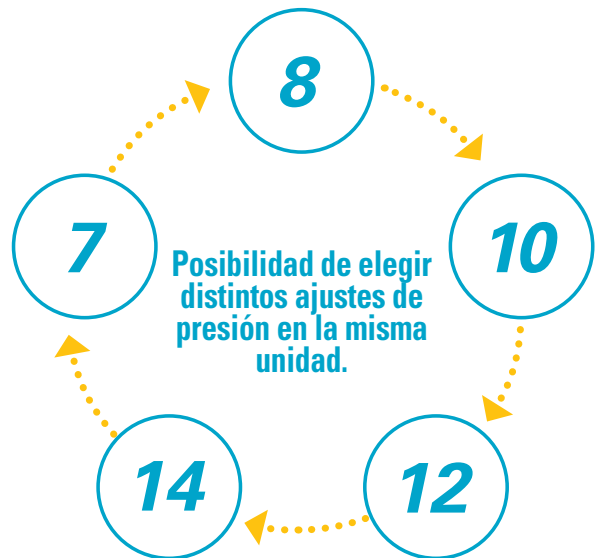 8
7
10
Posibilidad de elegir
distintos ajustes de
presión en la misma
unidad.
14
12